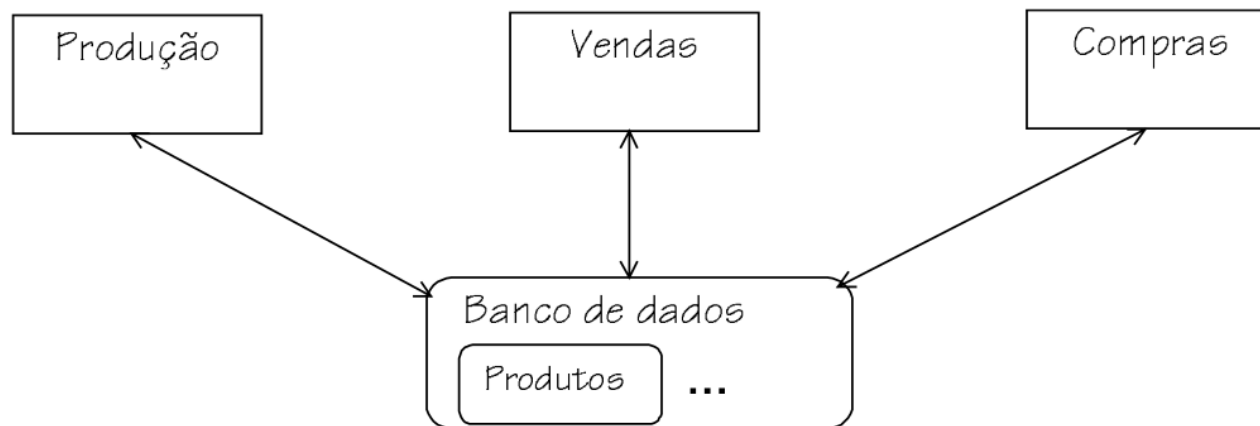 Produção
Vendas
Compras
Banco de dados
Produtos ...